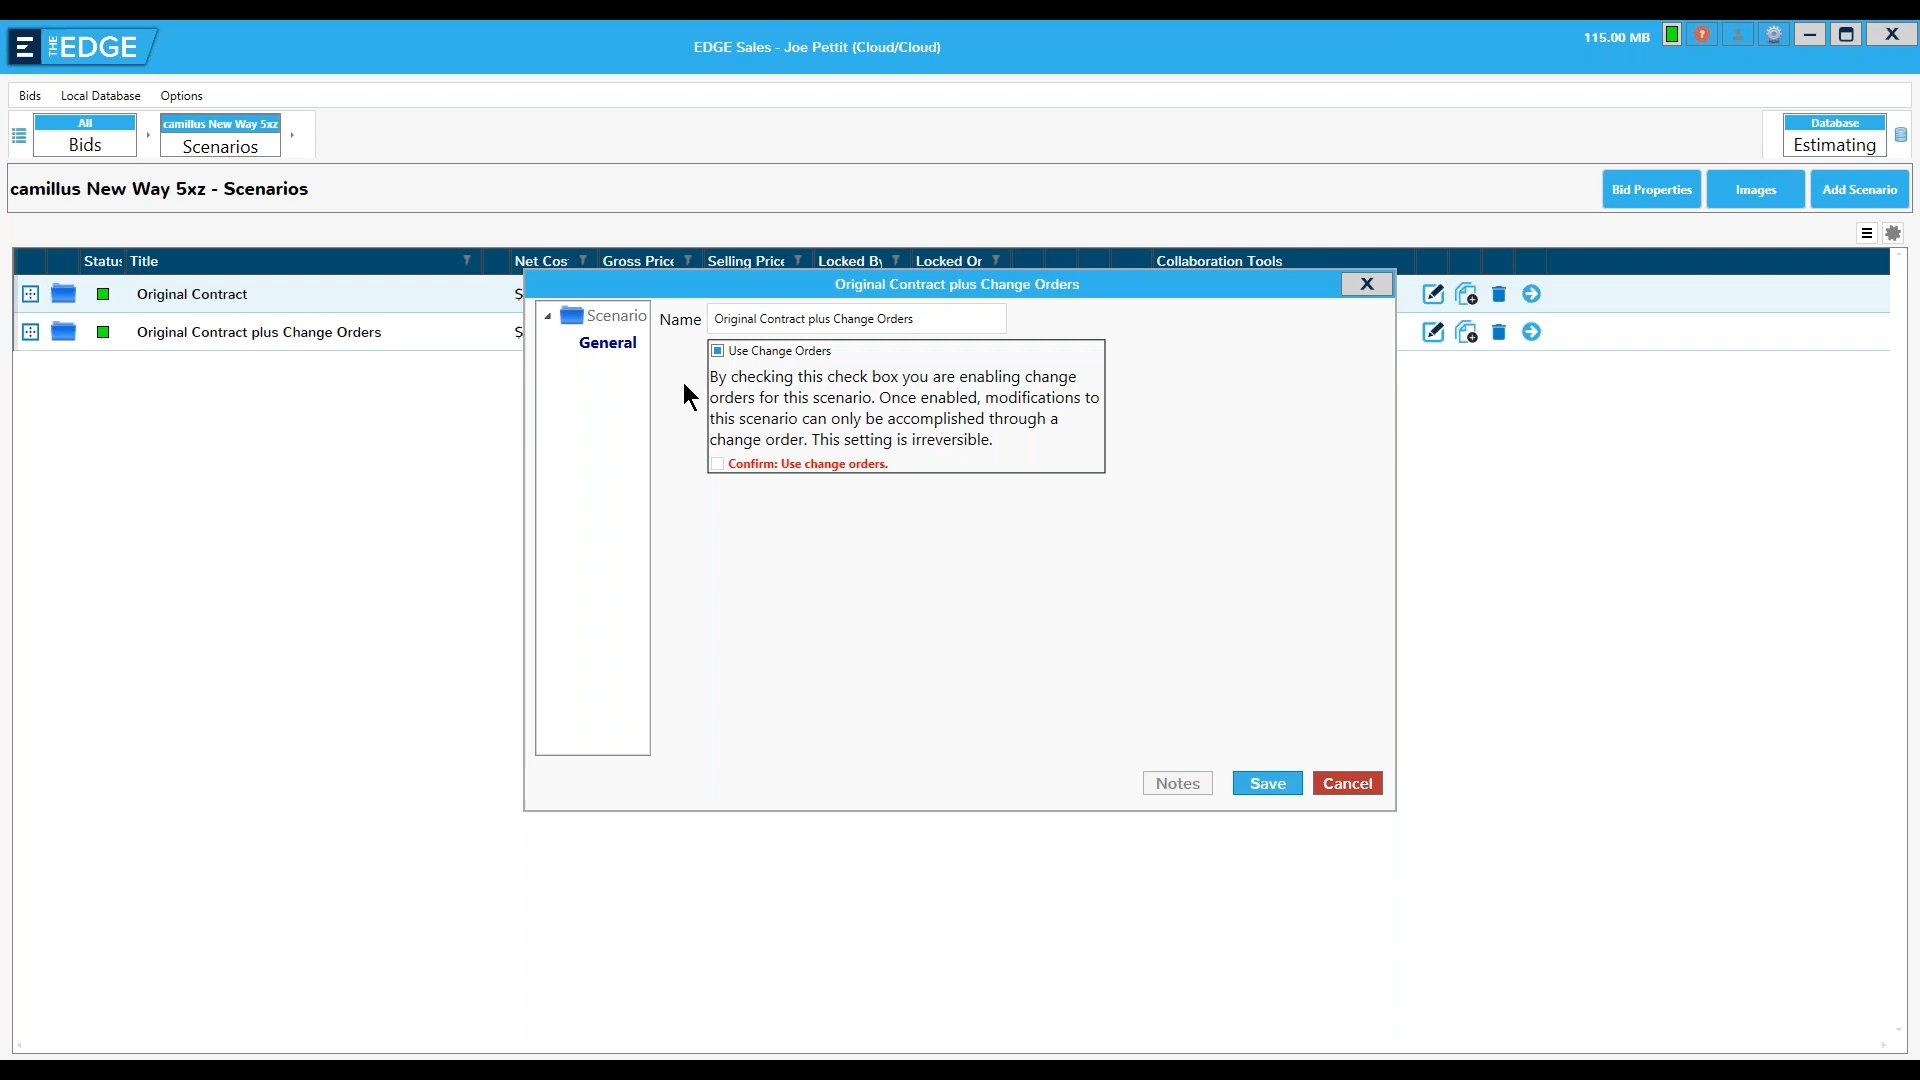 THE EDGE
EDGE Sales - Joe Pettit (Cloud/Cloud)
115.00 MB
Bids Local Database Options
All
Bids
camillus New Way 5xz
Scenarios
Database
Estimating
camillus New Way 5xz - Scenarios
Bid Properties Images Add Scenario
Status Title Net Cos Gross Price Selling Price Locked By Locked Or Collaboration Tools
Original Contract $
Original Contract plus Change Orders $
Original Contract plus Change Orders
X
Scenario
General
Name Original Contract plus Change Orders
Use Change Orders
By checking this check box you are enabling change
orders for this scenario. Once enabled, modifications to
this scenario can only be accomplished through a
change order. This setting is irreversible.
Confirm: Use change orders.
Notes Save Cancel